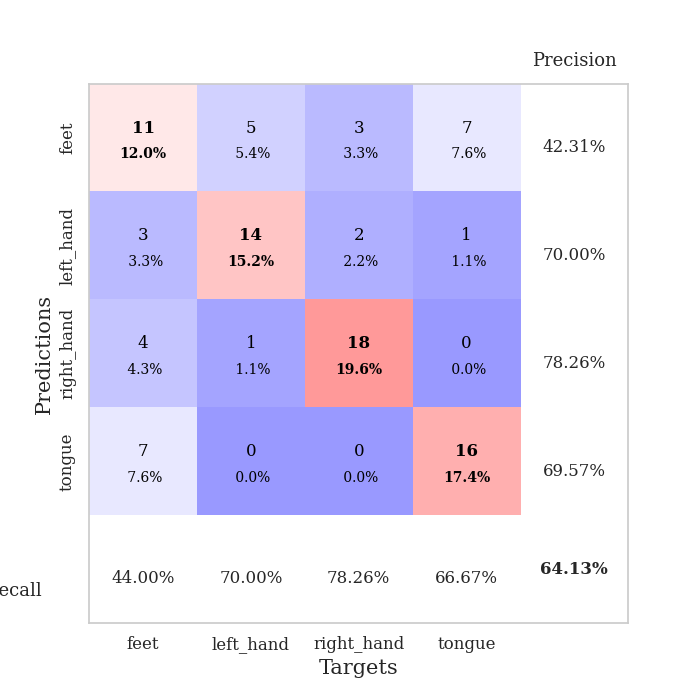 Precision
feet
11 5 3 7
12.0% 5.4% 3.3% 7.6%
42.31%
left_hand
3 14 2 1
3.3% 15.2% 2.2% 1.1%
70.00%
Predictions
right_hand
4 1 18 0
4.3% 1.1% 19.6% 0.0%
78.26%
tongue
7 0 0 16
7.6% 0.0% 0.0% 17.4%
69.57%
ecall
44.00% 70.00% 78.26% 66.67% 64.13%
feet left_hand right_hand tongue
Targets